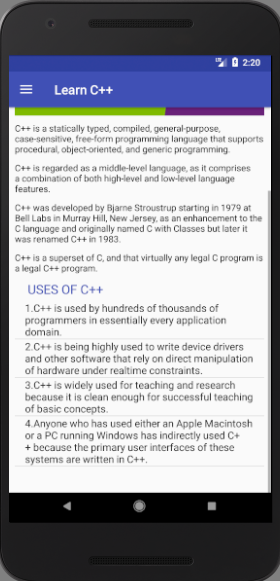 2:20
Learn C++
C++ is a statically typed, compiled, general-purpose,
case-sensitive, free-form programming language that supports
procedural, object-oriented, and generic programming.
C++ is regarded as a middle-level language, as it comprises
a combination of both high-level and low-level language
features.
C++ was developed by Bjarne Stroustrup starting in 1979 at
Bell Labs in Murray Hill, New Jersey, as an enhancement to the
C language and originally named C with Classes but later it
was renamed C++ in 1983.
C++ is a superset of C, and that virtually any legal C program is
a legal C++ program.
USES OF C++
1.C++ is used by hundreds of thousands of
programmers in essentially every application
domain.
2.C++ is being highly used to write device drivers
and other software that rely on direct manipulation
of hardware under realtime constraints.
3.C++ is widely used for teaching and research
because it is clean enough for successful teaching
of basic concepts.
4.Anyone who has used either an Apple Macintosh
or a PC running Windows has indirectly used C+
+ because the primary user interfaces of these
systems are written in C++.